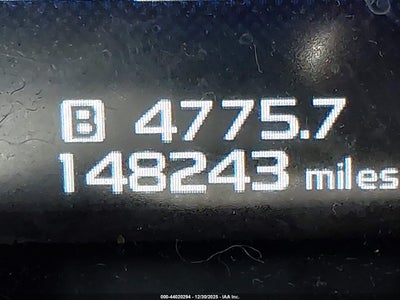 B 4775.7
148243 miles
000-44020294 - 12/30/2025 - IAA Inc.